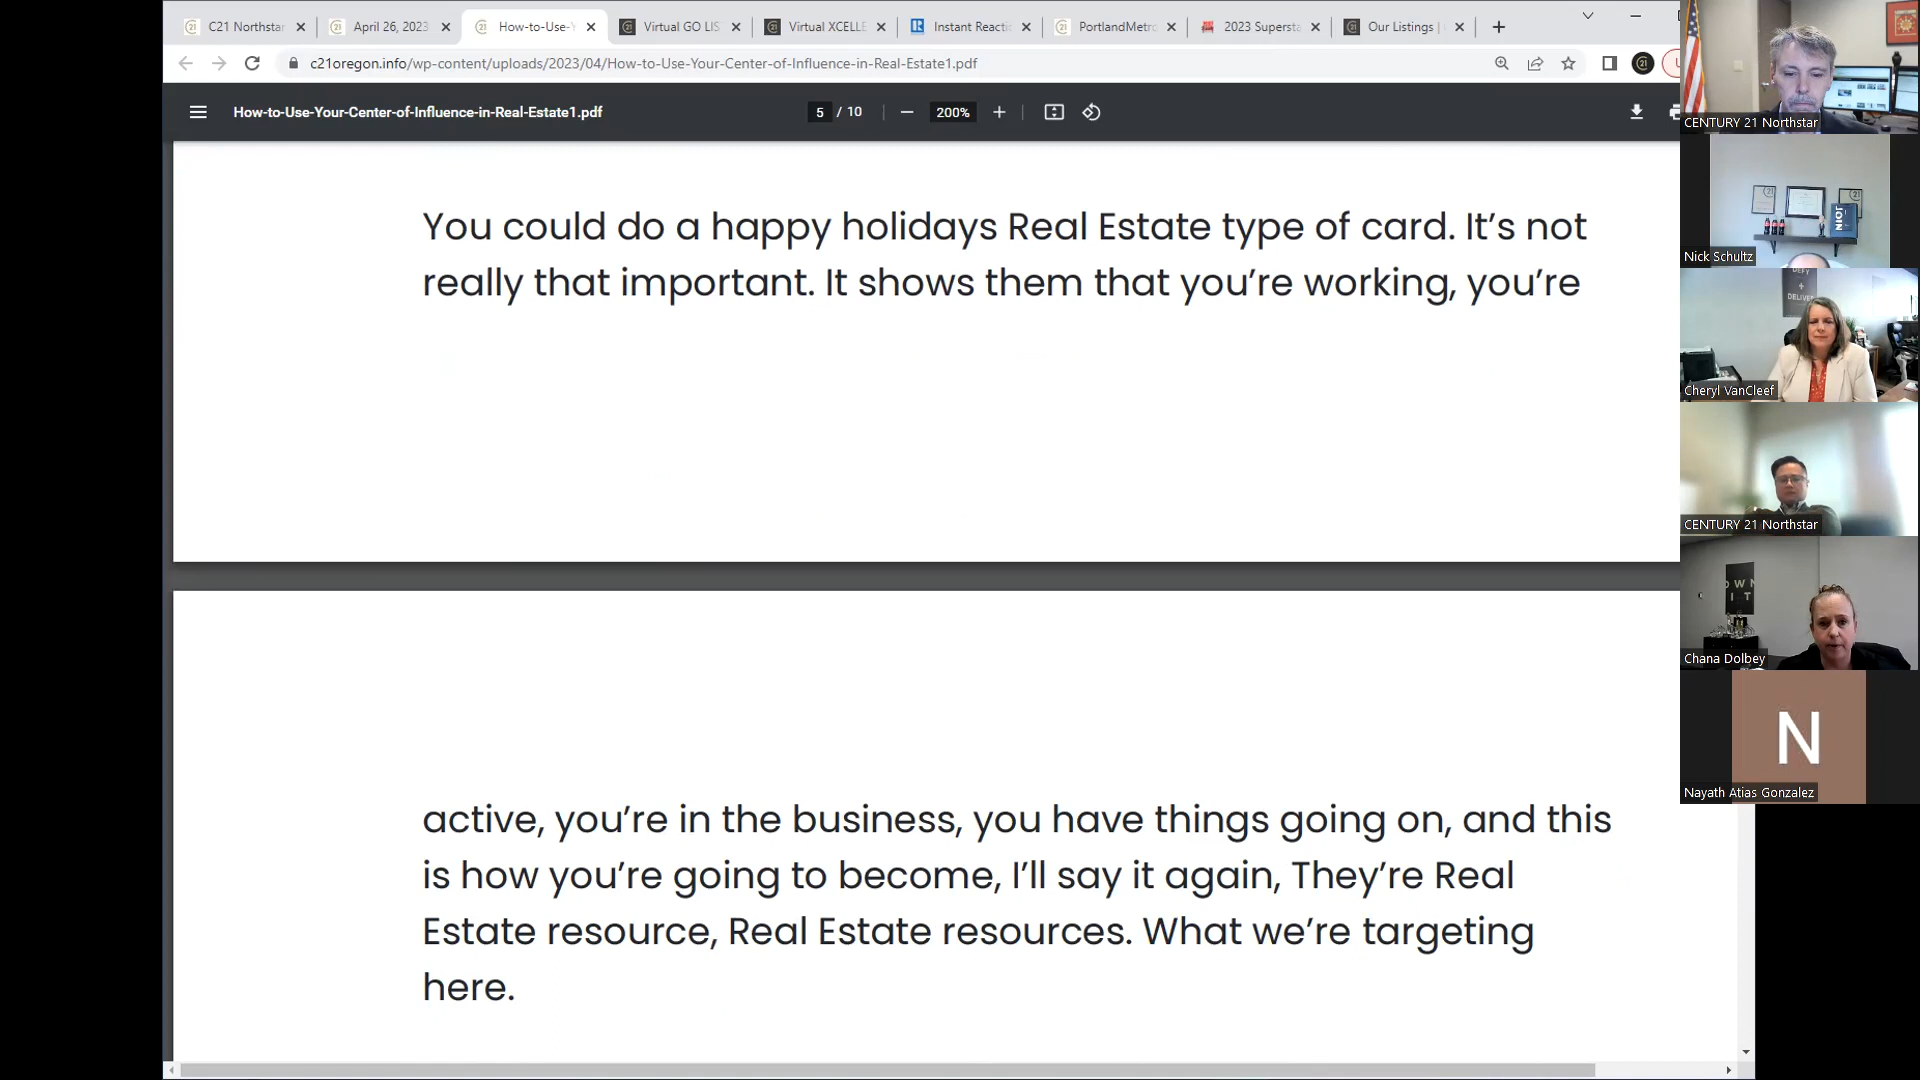 C21 Northstar
April 26, 2023
How-to-Use-Y
Virtual GO LIS
Virtual XCELLE
Instant Reacti
PortlandMetro
2023 Supersta
Our Listings |
c21oregon.info/wp-content/uploads/2023/04/How-to-Use-Your-Center-of-Influence-in-Real-Estate1.pdf
How-to-Use-Your-Center-of-Influence-in-Real-Estate1.pdf
5 / 10
200%
You could do a happy holidays Real Estate type of card. It’s not
really that important. It shows them that you’re working, you’re
active, you’re in the business, you have things going on, and this
is how you’re going to become, I’ll say it again, They’re Real
Estate resource, Real Estate resources. What we’re targeting
here.
CENTURY 21 Northstar
JOIN
Nick Schultz
DEFY
+
DELIVER
Cheryl VanCleef
CENTURY 21 Northstar
OWN
IT
Chana Dolbey
N
Nayath Atias Gonzalez